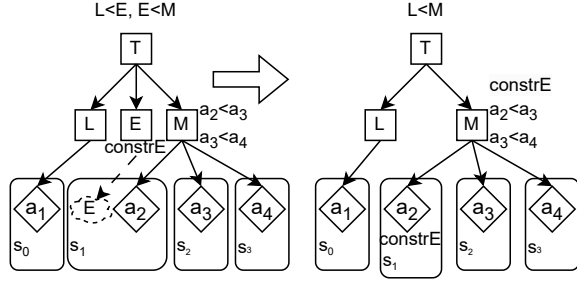 L<E, E<M
T
L
E
M
a2<a3
a3<a4
constrE
a1
E
a2
a3
a4
s0
s1
s2
s3
L<M
T
constrE
L
M
a2<a3
a3<a4
a1
a2
a3
a4
constrE
s0
s1
s2
s3